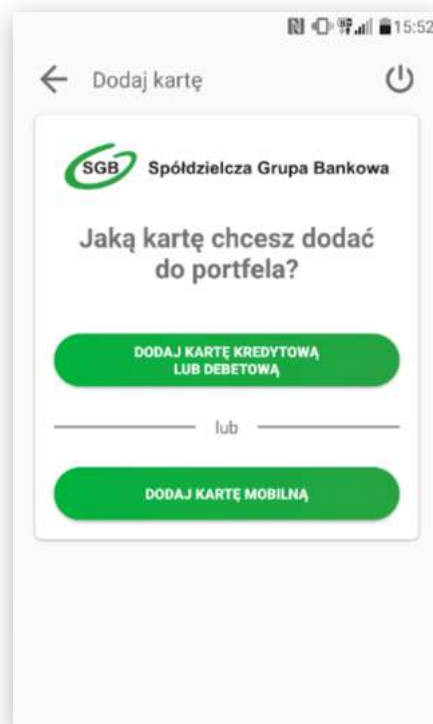 15:52
Dodaj kartę
SGB Spółdzielcza Grupa Bankowa
Jaką kartę chcesz dodać
do portfela?
DODAJ KARTĘ KREDYTOWĄ
LUB DEBETOWĄ
lub
DODAJ KARTĘ MOBILNĄ